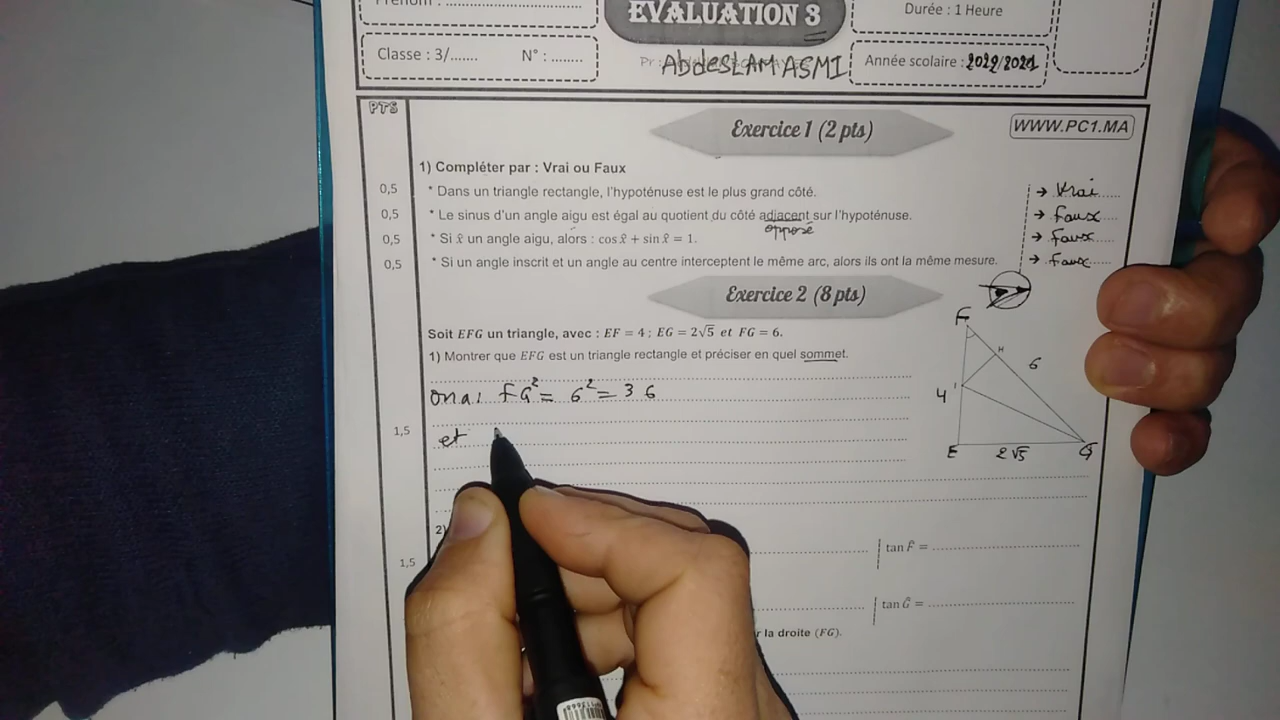 EVALUATION 3
Durée : 1 Heure
Classe : 3/....... N° : ........
Pr : AbdeSLAM ASMI
Année scolaire :
PTS
Exercice 1 (2 pts)
WWW.PC1.MA
1) Compléter par : Vrai ou Faux
0,5 * Dans un triangle rectangle, l'hypoténuse est le plus grand côté. → Vrai
0,5 * Le sinus d'un angle aigu est égal au quotient du côté adjacent sur l'hypoténuse. → faux
opposé
0,5 * Si x̂ un angle aigu, alors : cos x̂ + sin x̂ = 1. → faux
0,5 * Si un angle inscrit et un angle au centre interceptent le même arc, alors ils ont la même mesure. → faux
Exercice 2 (8 pts)
Soit EFG un triangle, avec : EF = 4 ; EG = 2√5 et FG = 6.
1) Montrer que EFG est un triangle rectangle et préciser en quel sommet.
F
H
6
4
E 2√5 G
on a: FG² = 6² = 36
1,5 et
2)
1,5
tan F̂ =
tan Ĝ =
r la droite (FG).